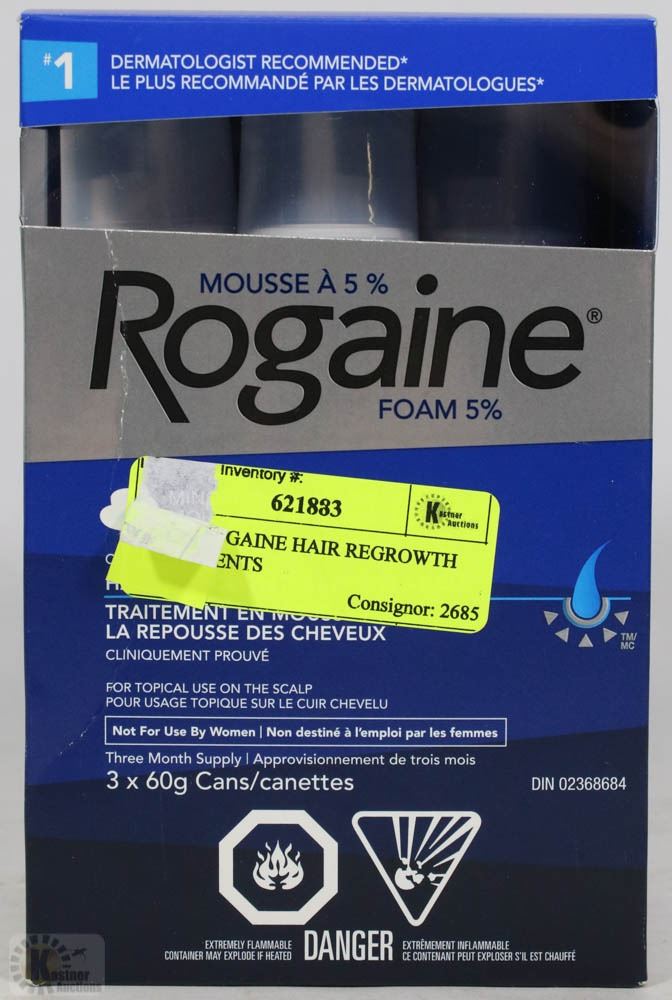 #1 DERMATOLOGIST RECOMMENDED*
LE PLUS RECOMMANDÉ PAR LES DERMATOLOGUES*
MOUSSE À 5 %
Rogaine®
FOAM 5%
Inventory #:
621883
Kastner
Auctions
GAINE HAIR REGROWTH
ENTS
Consignor: 2685
TRAITEMENT EN
LA REPOUSSE DES CHEVEUX
CLINIQUEMENT PROUVÉ
TM/
MC
FOR TOPICAL USE ON THE SCALP
POUR USAGE TOPIQUE SUR LE CUIR CHEVELU
Not For Use By Women | Non destiné à l'emploi par les femmes
Three Month Supply | Approvisionnement de trois mois
3 x 60g Cans/canettes
DIN 02368684
EXTREMELY FLAMMABLE
CONTAINER MAY EXPLODE IF HEATED
DANGER
EXTRÊMEMENT INFLAMMABLE
CE CONTENANT PEUT EXPLOSER S'IL EST CHAUFFÉ
Kastner
Auctions